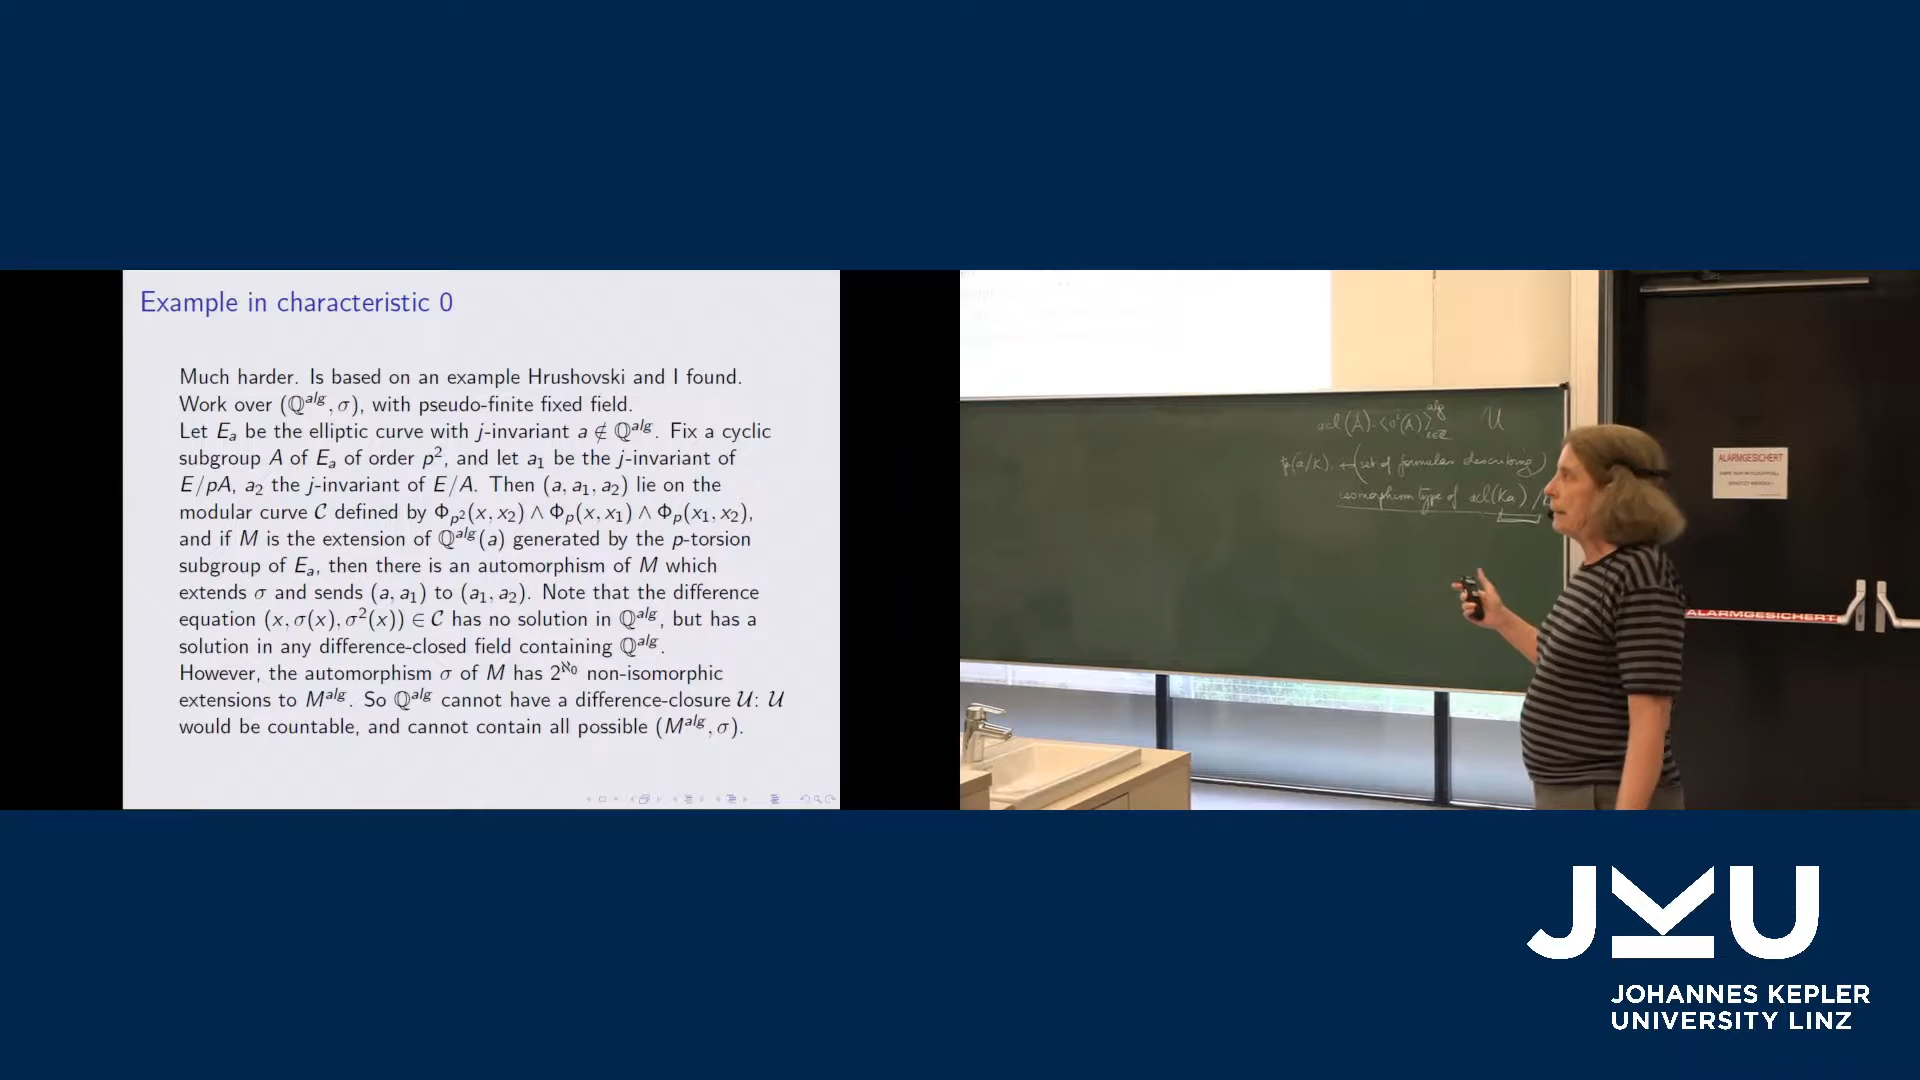 Example in characteristic 0
Much harder. Is based on an example Hrushovski and I found.
Work over (ℚ^alg, σ), with pseudo-finite fixed field.
Let E_a be the elliptic curve with j-invariant a ∉ ℚ^alg. Fix a cyclic
subgroup A of E_a of order p², and let a₁ be the j-invariant of
E/pA, a₂ the j-invariant of E/A. Then (a, a₁, a₂) lie on the
modular curve 𝒞 defined by Φ_p²(x, x₂) ∧ Φ_p(x, x₁) ∧ Φ_p(x₁, x₂),
and if M is the extension of ℚ^alg(a) generated by the p-torsion
subgroup of E_a, then there is an automorphism of M which
extends σ and sends (a, a₁) to (a₁, a₂). Note that the difference
equation (x, σ(x), σ²(x)) ∈ 𝒞 has no solution in ℚ^alg, but has a
solution in any difference-closed field containing ℚ^alg.
However, the automorphism σ of M has 2^ℵ₀ non-isomorphic
extensions to M^alg. So ℚ^alg cannot have a difference-closure 𝒰: 𝒰
would be countable, and cannot contain all possible (M^alg, σ).
acl(A) = ⟨σ^i(A)⟩^alg_{i∈ℤ} 𝒰
tp(a/K) ↔ (set of formulas describing)
isomorphism type of acl(Ka) /
ALARMGESICHERT
ALARMGESICHERT
JKU
JOHANNES KEPLER
UNIVERSITY LINZ